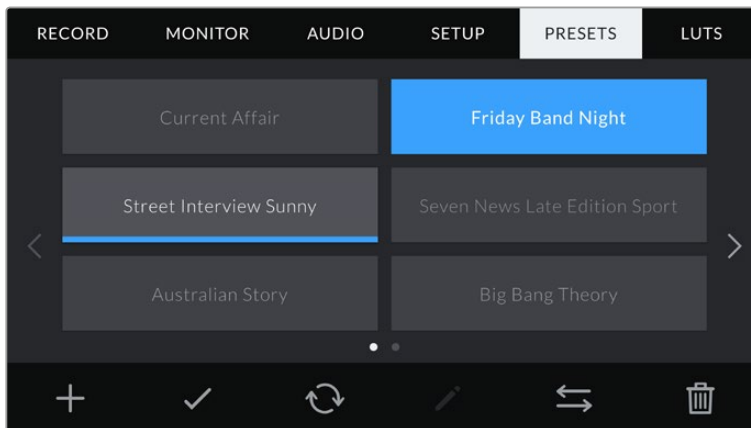 RECORD MONITOR AUDIO SETUP PRESETS LUTS
Current Affair Friday Band Night
Street Interview Sunny Seven News Late Edition Sport
Australian Story Big Bang Theory